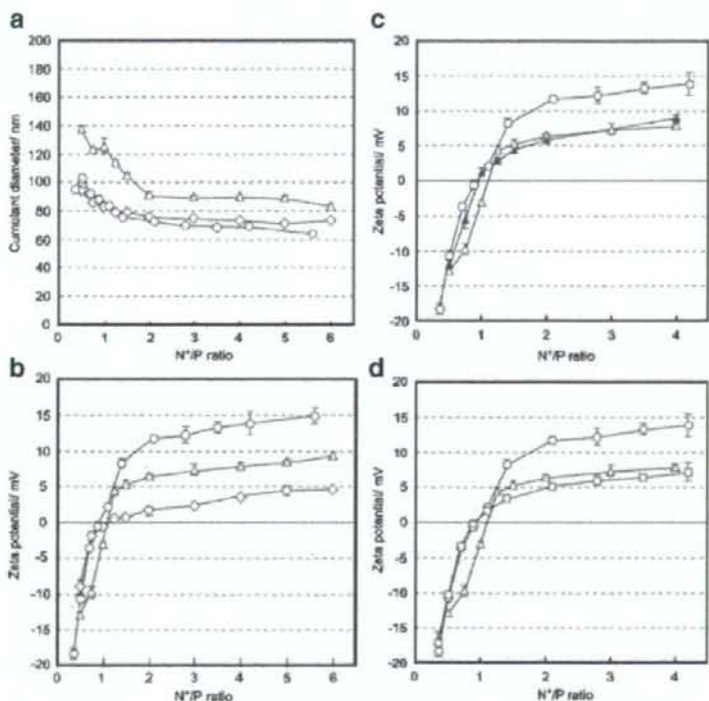 a
200
180
160
140
120
100
80
60
40
20
0
Cumulant diameter/ nm
0 1 2 3 4 5 6
N⁺/P ratio
b
20
15
10
5
0
-5
-10
-15
-20
Zeta potential/ mV
0 1 2 3 4 5 6
N⁺/P ratio
c
20
15
10
5
0
-5
-10
-15
-20
Zeta potential/ mV
0 1 2 3 4
N⁺/P ratio
d
20
15
10
5
0
-5
-10
-15
-20
Zeta potential/ mV
0 1 2 3 4
N⁺/P ratio